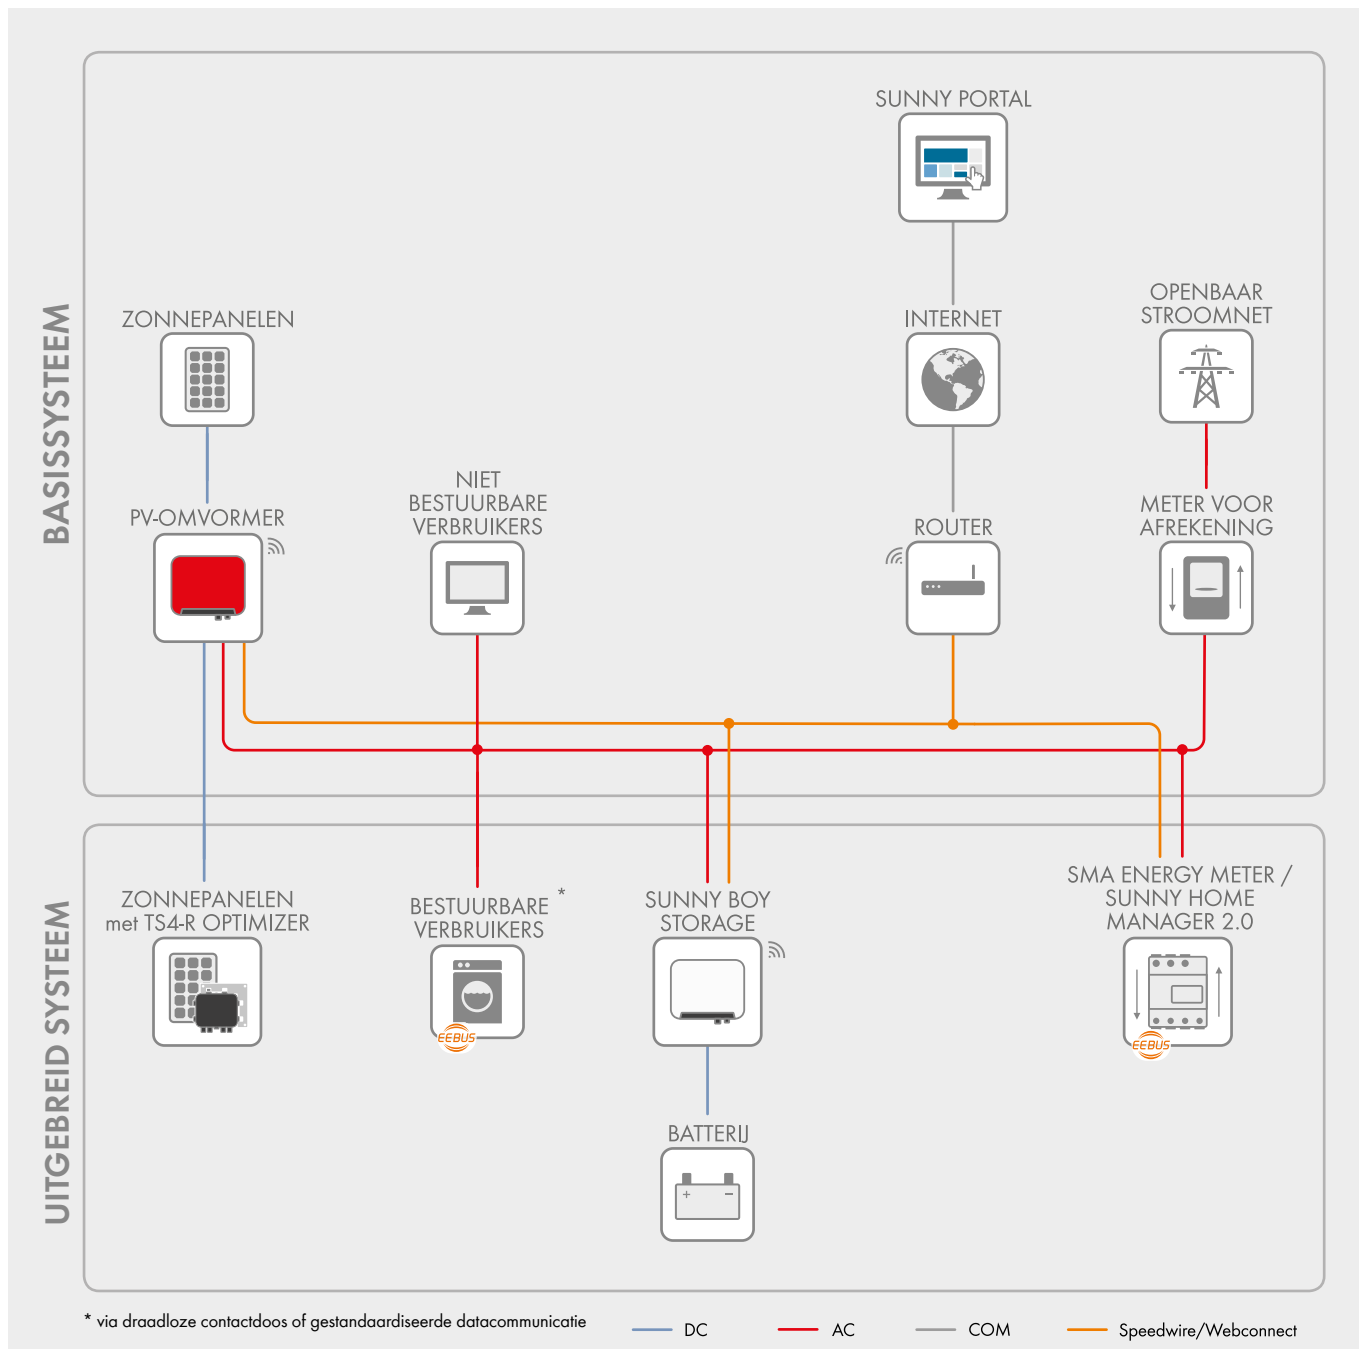 BASISSYSTEEM
SUNNY PORTAL
ZONNEPANELEN
INTERNET
OPENBAAR
STROOMNET
PV-OMVORMER
NIET
BESTUURBARE
VERBRUIKERS
ROUTER
METER VOOR
AFREKENING
UITGEBREID SYSTEEM
ZONNEPANELEN
met TS4-R OPTIMIZER
BESTUURBARE *
VERBRUIKERS
EEBUS
SUNNY BOY
STORAGE
SMA ENERGY METER /
SUNNY HOME
MANAGER 2.0
EEBUS
BATTERIJ
+ −
* via draadloze contactdoos of gestandaardiseerde datacommunicatie
DC
AC
COM
Speedwire/Webconnect